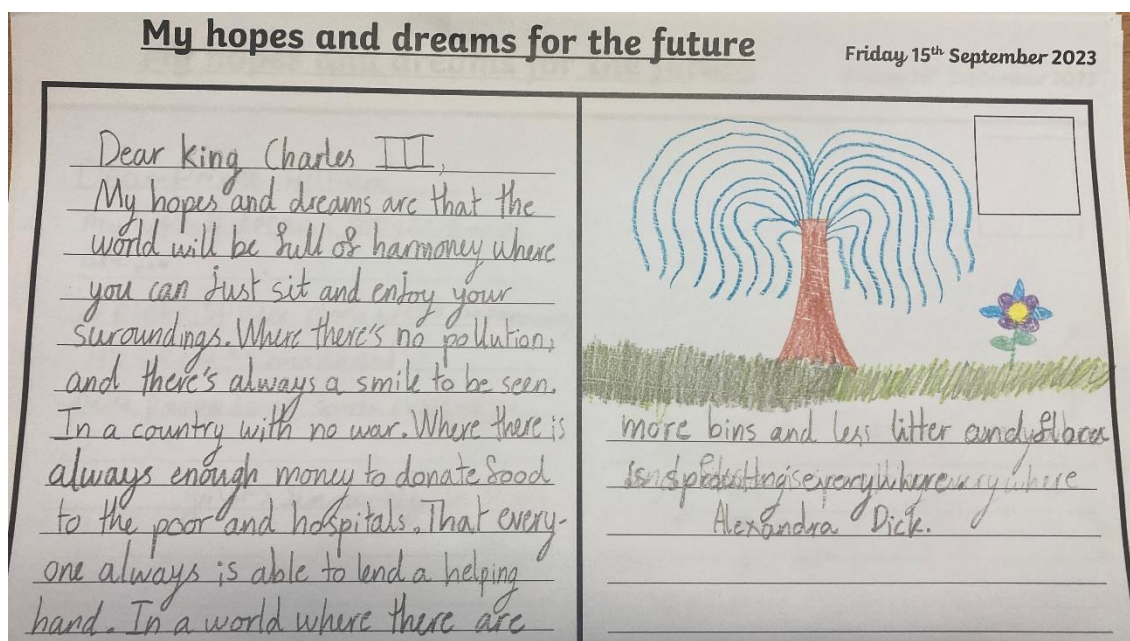 My hopes and dreams for the future
Friday 15th September 2023
Dear King Charles III,
My hopes and dreams are that the
world will be full of harmoney where
you can just sit and enjoy your
suroundings. Where there's no pollution,
and there's always a smile to be seen.
In a country with no war. Where there is
always enough money to donate food
to the poor and hospitals. That every-
one always is able to lend a helping
hand. In a world where there are
more bins and less litter and
everywhere
Alexandra Dick.